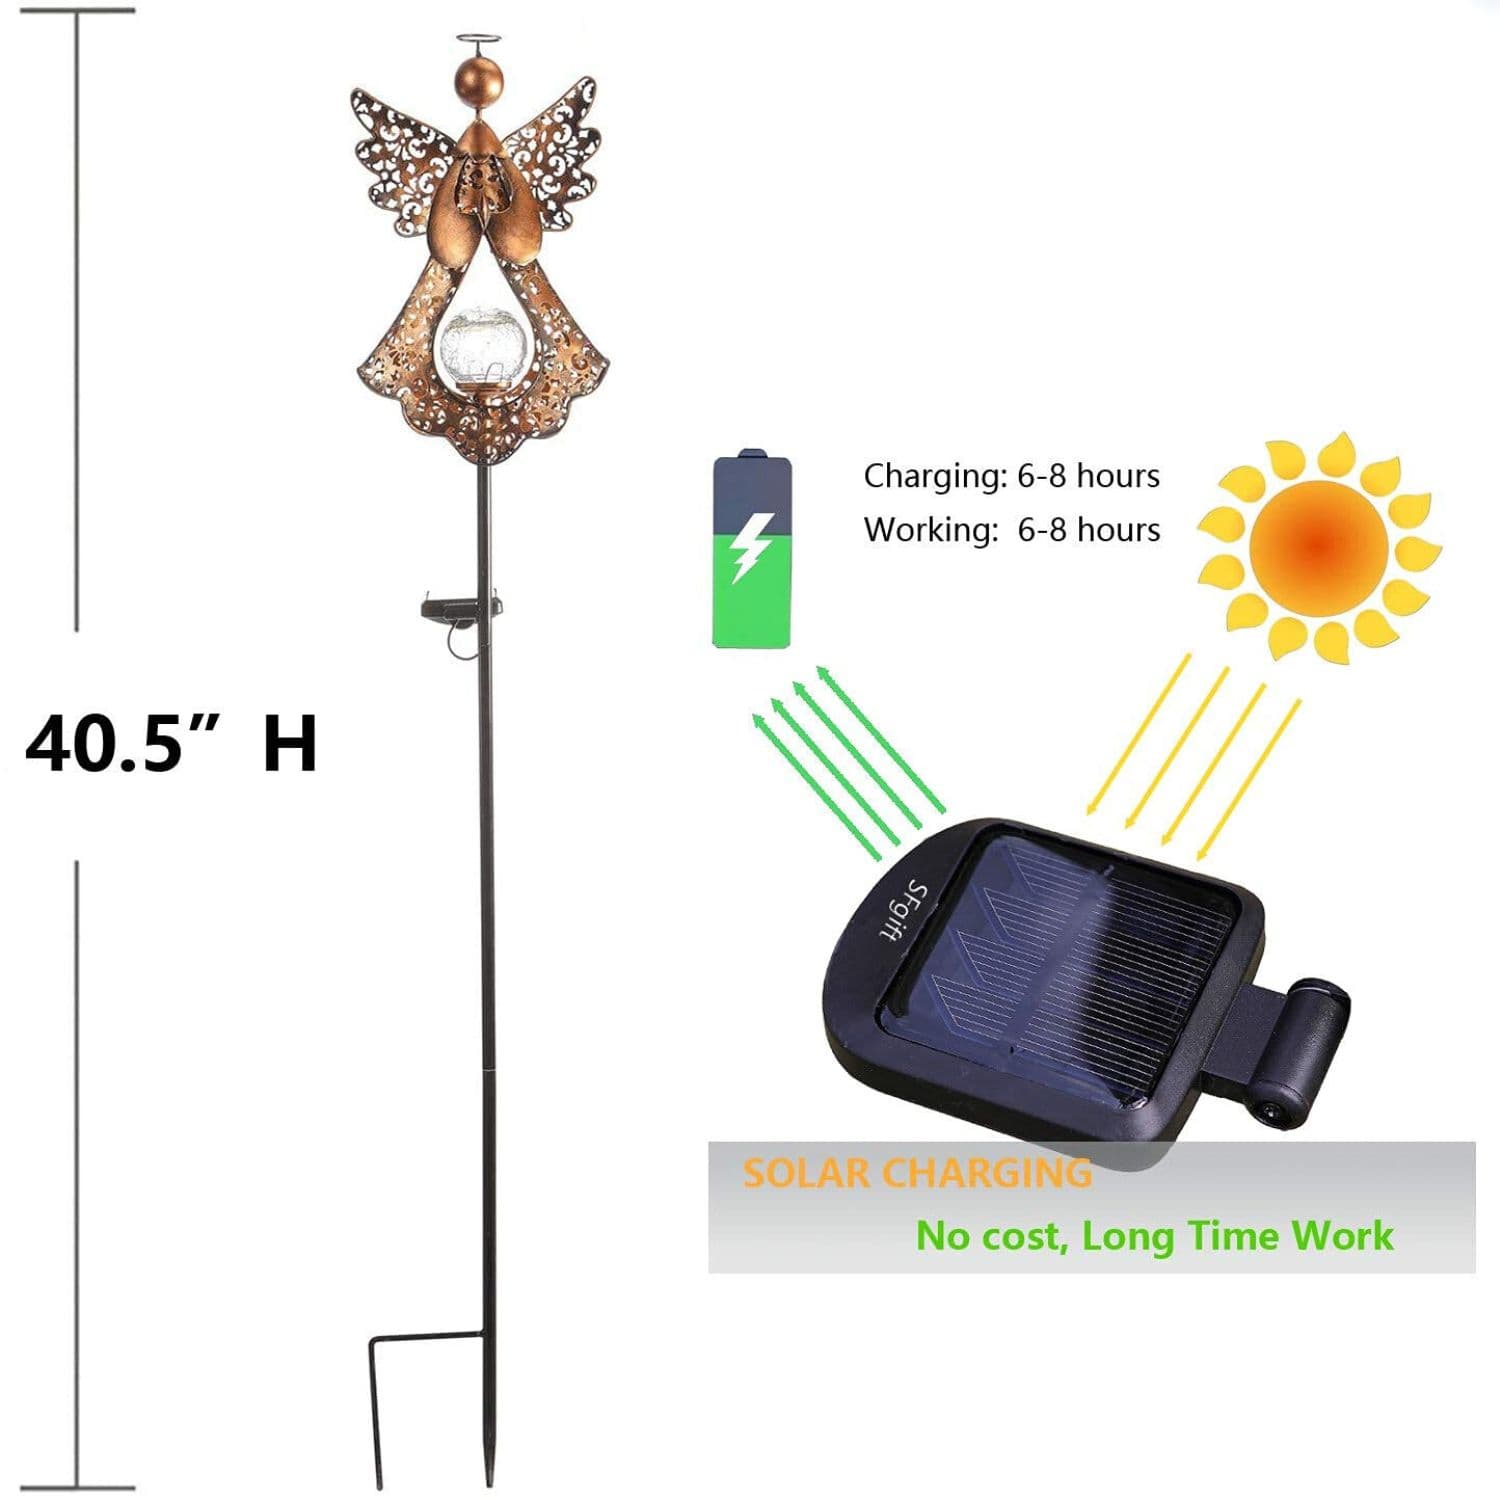 40.5" H
Charging: 6-8 hours
Working: 6-8 hours
SFgift
SOLAR CHARGING
No cost, Long Time Work